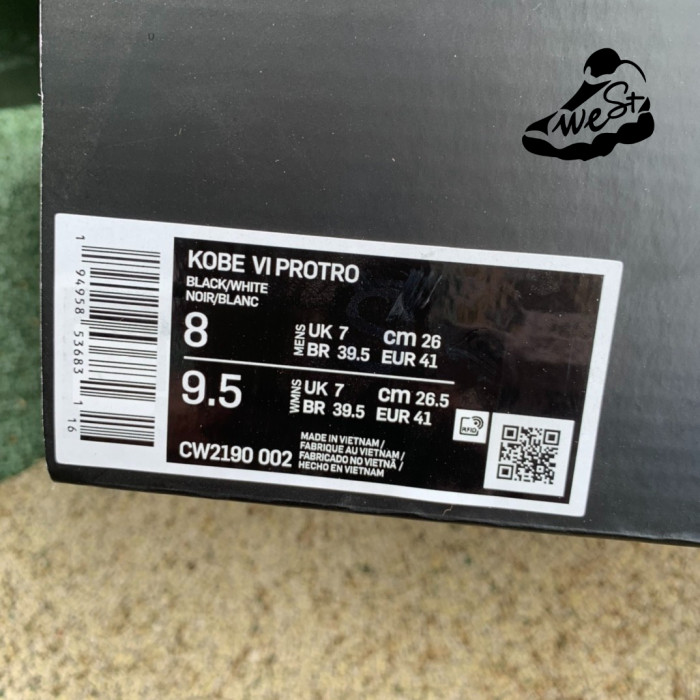 weSt
KOBE VI PROTRO
BLACK/WHITE
NOIR/BLANC
8 MENS UK 7 cm 26
BR 39.5 EUR 41
9.5 WMNS UK 7 cm 26.5
BR 39.5 EUR 41
CW2190 002
MADE IN VIETNAM /
FABRIQUE AU VIETNAM /
FABRICADO NO VIETNÃ /
HECHO EN VIETNAM
RFID
1 94958 53683 1 16